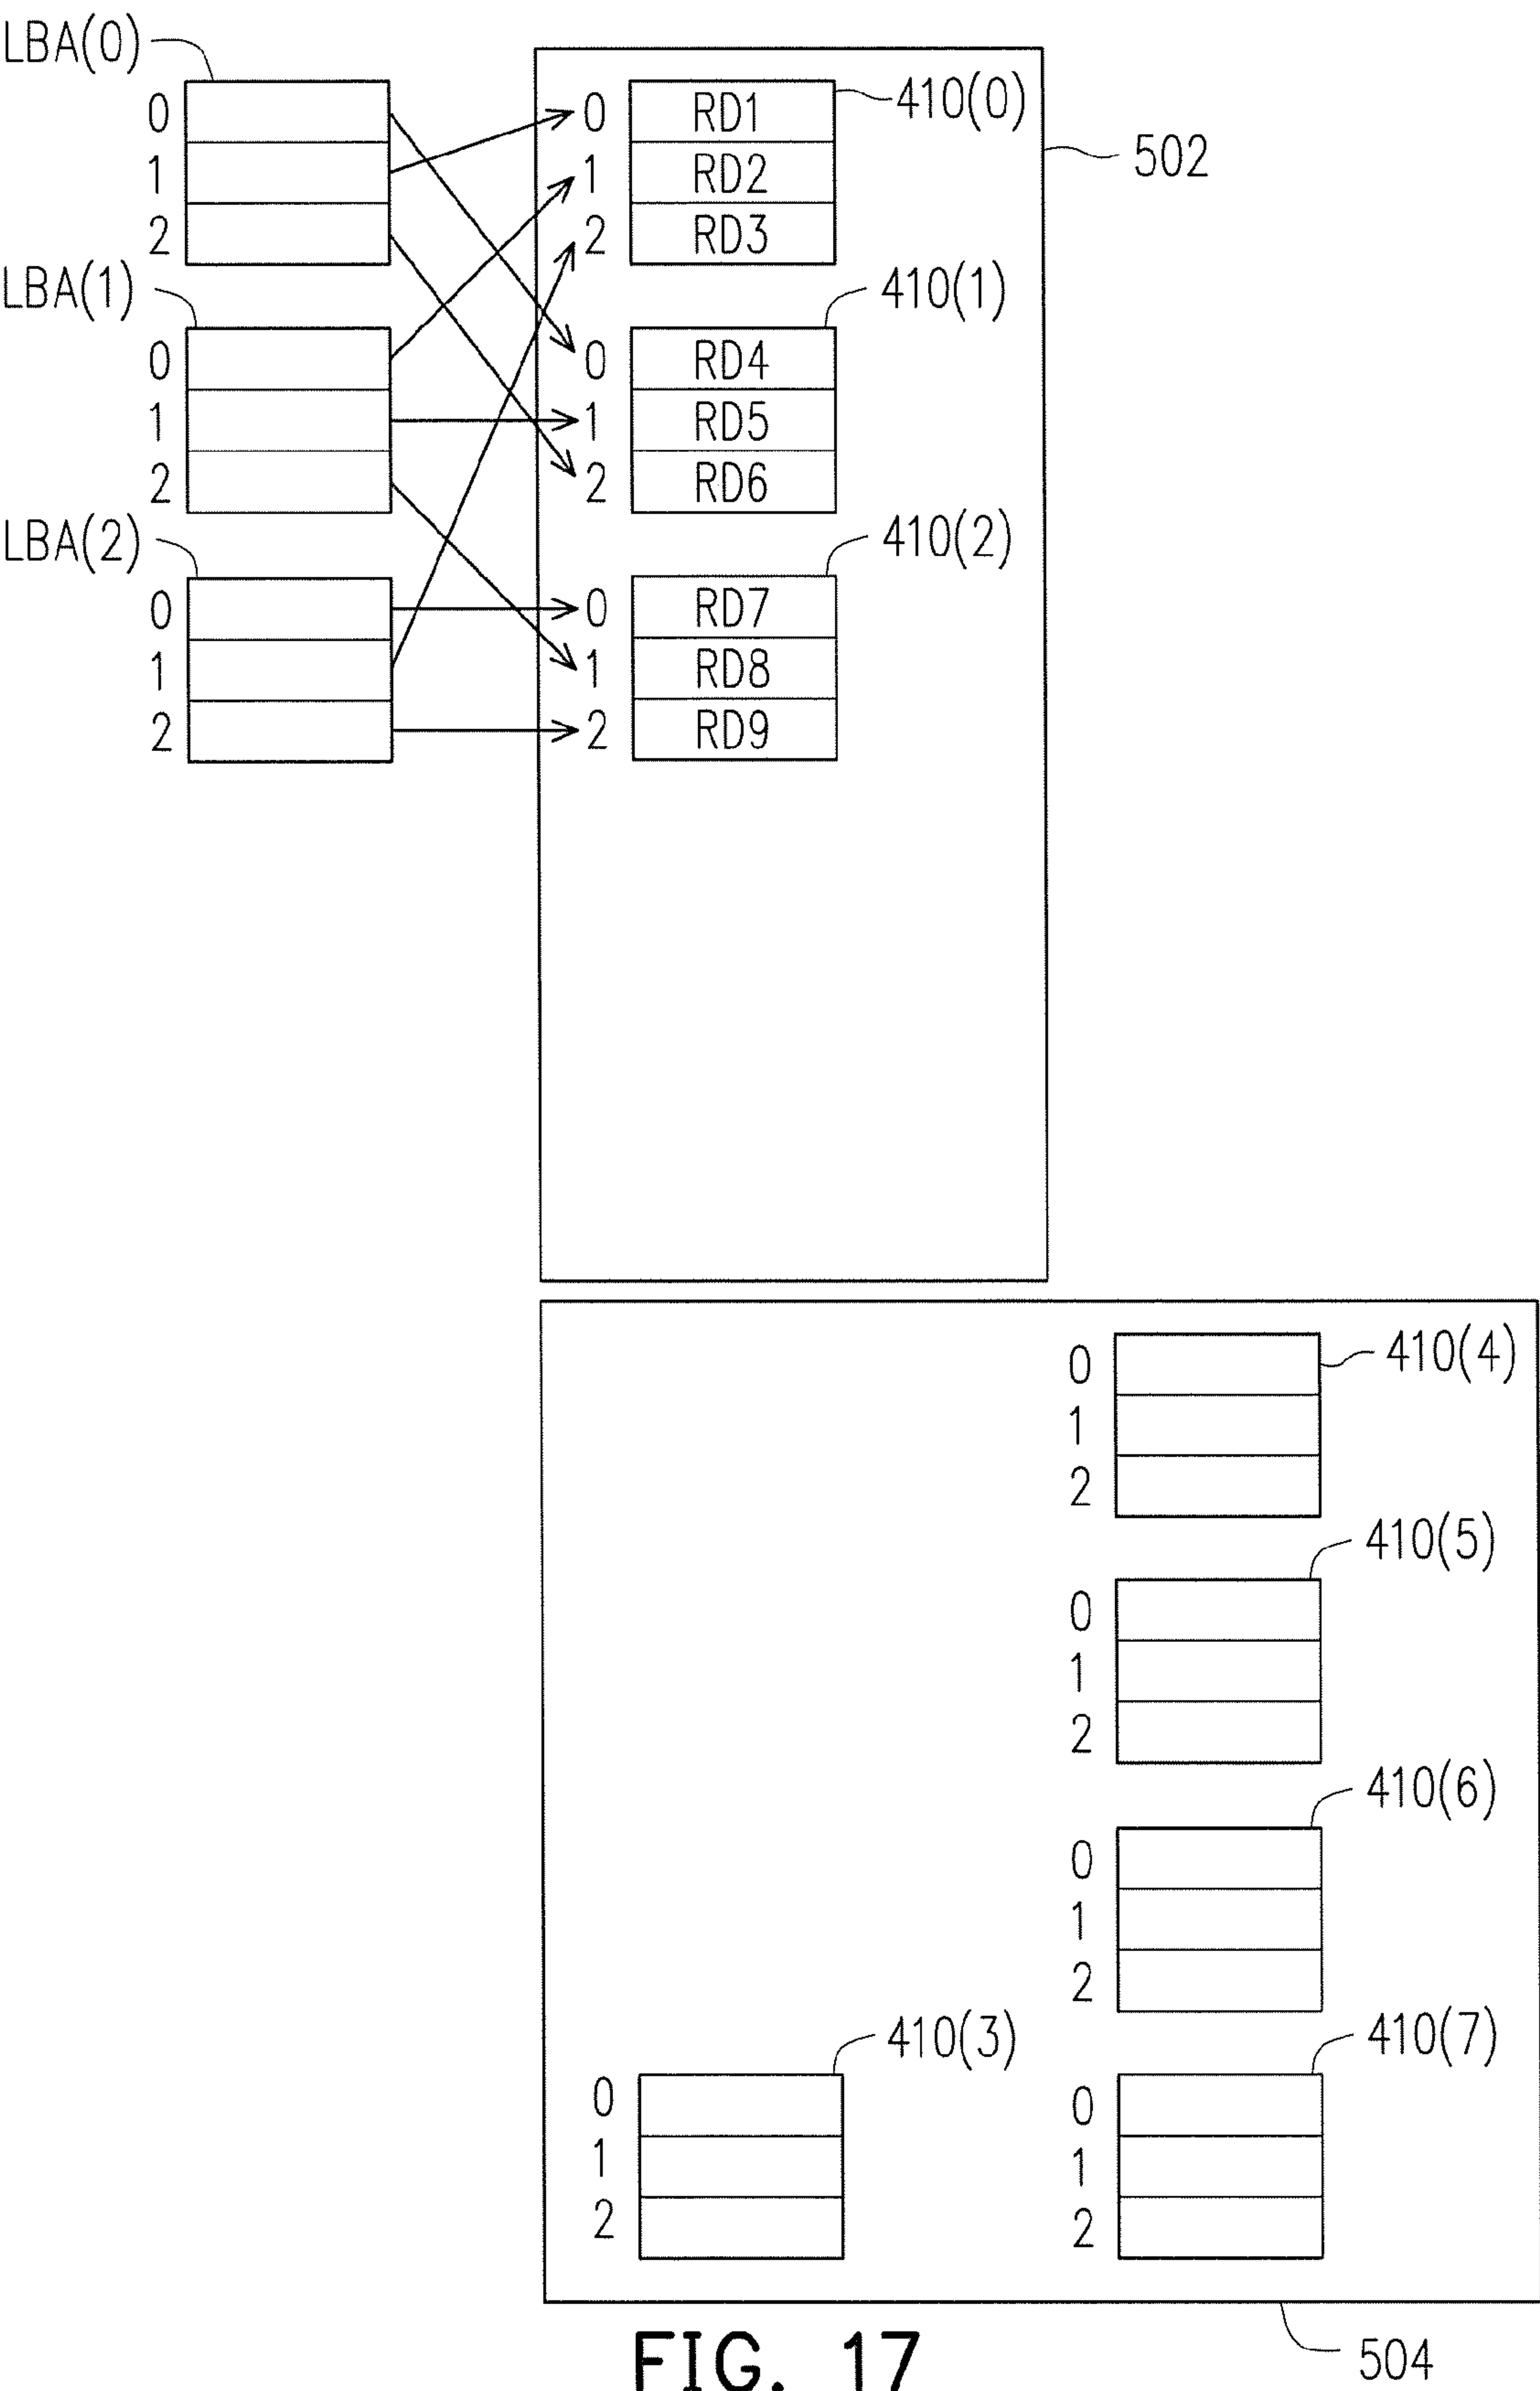 LBA(0)
0 0 RD1 410(0)
1 1 RD2 502
2 2 RD3
LBA(1) 410(1)
0 0 RD4
1 1 RD5
2 2 RD6
LBA(2) 410(2)
0 0 RD7
1 1 RD8
2 2 RD9
0 410(4)
1
2
410(5)
0
1
2
410(6)
0
1
2
410(3) 410(7)
0 0
1 1
2 2
FIG. 17 504